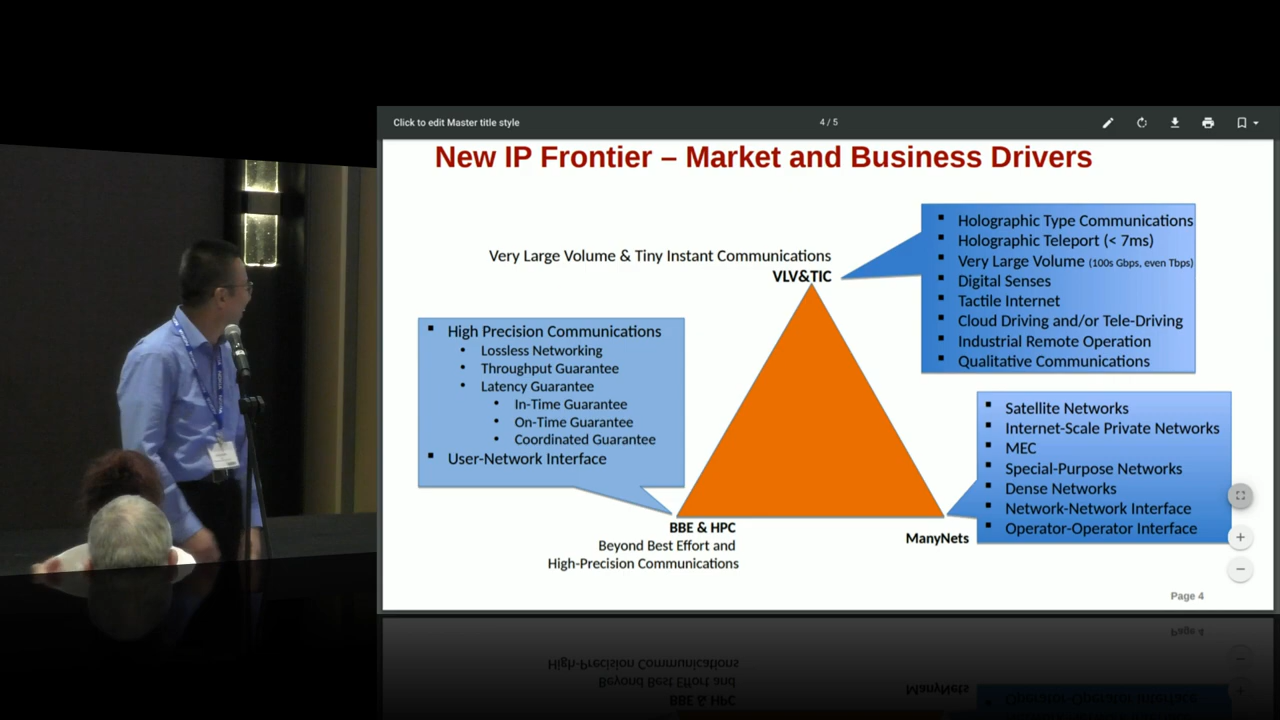 Click to edit Master title style
4 / 5
New IP Frontier – Market and Business Drivers
Very Large Volume & Tiny Instant Communications
VLV&TIC
Holographic Type Communications
Holographic Teleport (< 7ms)
Very Large Volume (100s Gbps, even Tbps)
Digital Senses
Tactile Internet
Cloud Driving and/or Tele-Driving
Industrial Remote Operation
Qualitative Communications
High Precision Communications
Lossless Networking
Throughput Guarantee
Latency Guarantee
In-Time Guarantee
On-Time Guarantee
Coordinated Guarantee
User-Network Interface
Satellite Networks
Internet-Scale Private Networks
MEC
Special-Purpose Networks
Dense Networks
Network-Network Interface
Operator-Operator Interface
BBE & HPC
Beyond Best Effort and
High-Precision Communications
ManyNets
Page 4